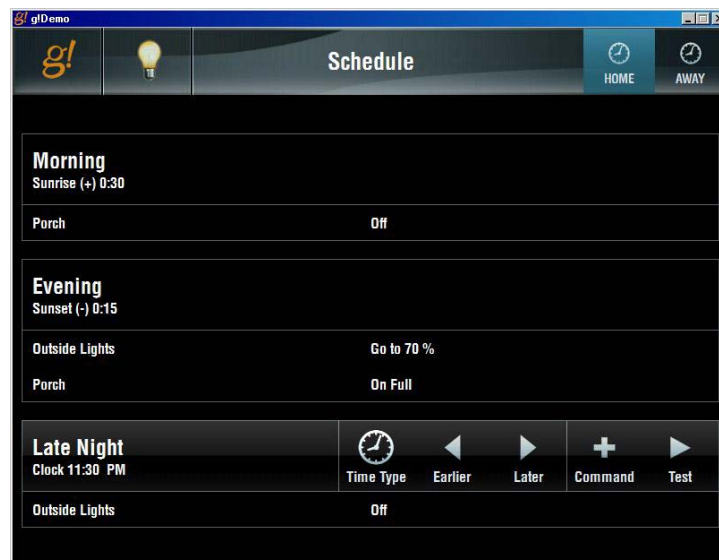 g! g!Demo
g!
Schedule
HOME
AWAY
Morning
Sunrise (+) 0:30
Porch Off
Evening
Sunset (-) 0:15
Outside Lights Go to 70 %
Porch On Full
Late Night
Clock 11:30 PM
Time Type Earlier Later Command Test
Outside Lights Off